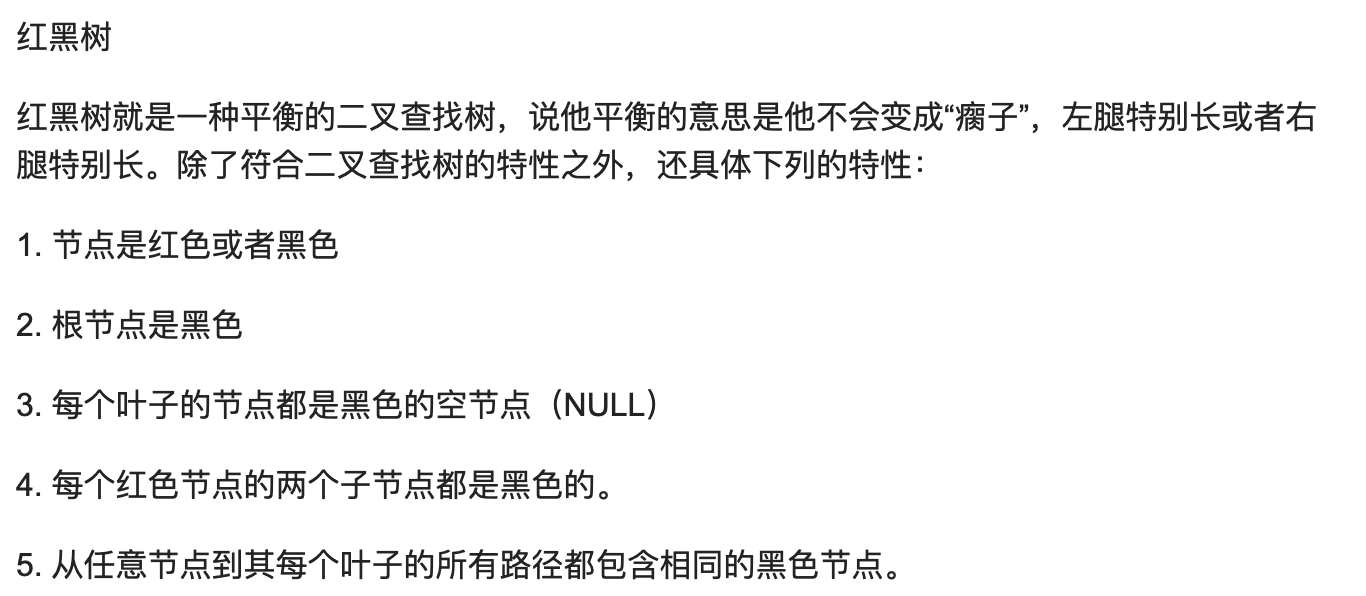 红黑树
红黑树就是一种平衡的二叉查找树，说他平衡的意思是他不会变成“瘸子”，左腿特别长或者右
腿特别长。除了符合二叉查找树的特性之外，还具体下列的特性：
1. 节点是红色或者黑色
2. 根节点是黑色
3. 每个叶子的节点都是黑色的空节点（NULL）
4. 每个红色节点的两个子节点都是黑色的。
5. 从任意节点到其每个叶子的所有路径都包含相同的黑色节点。